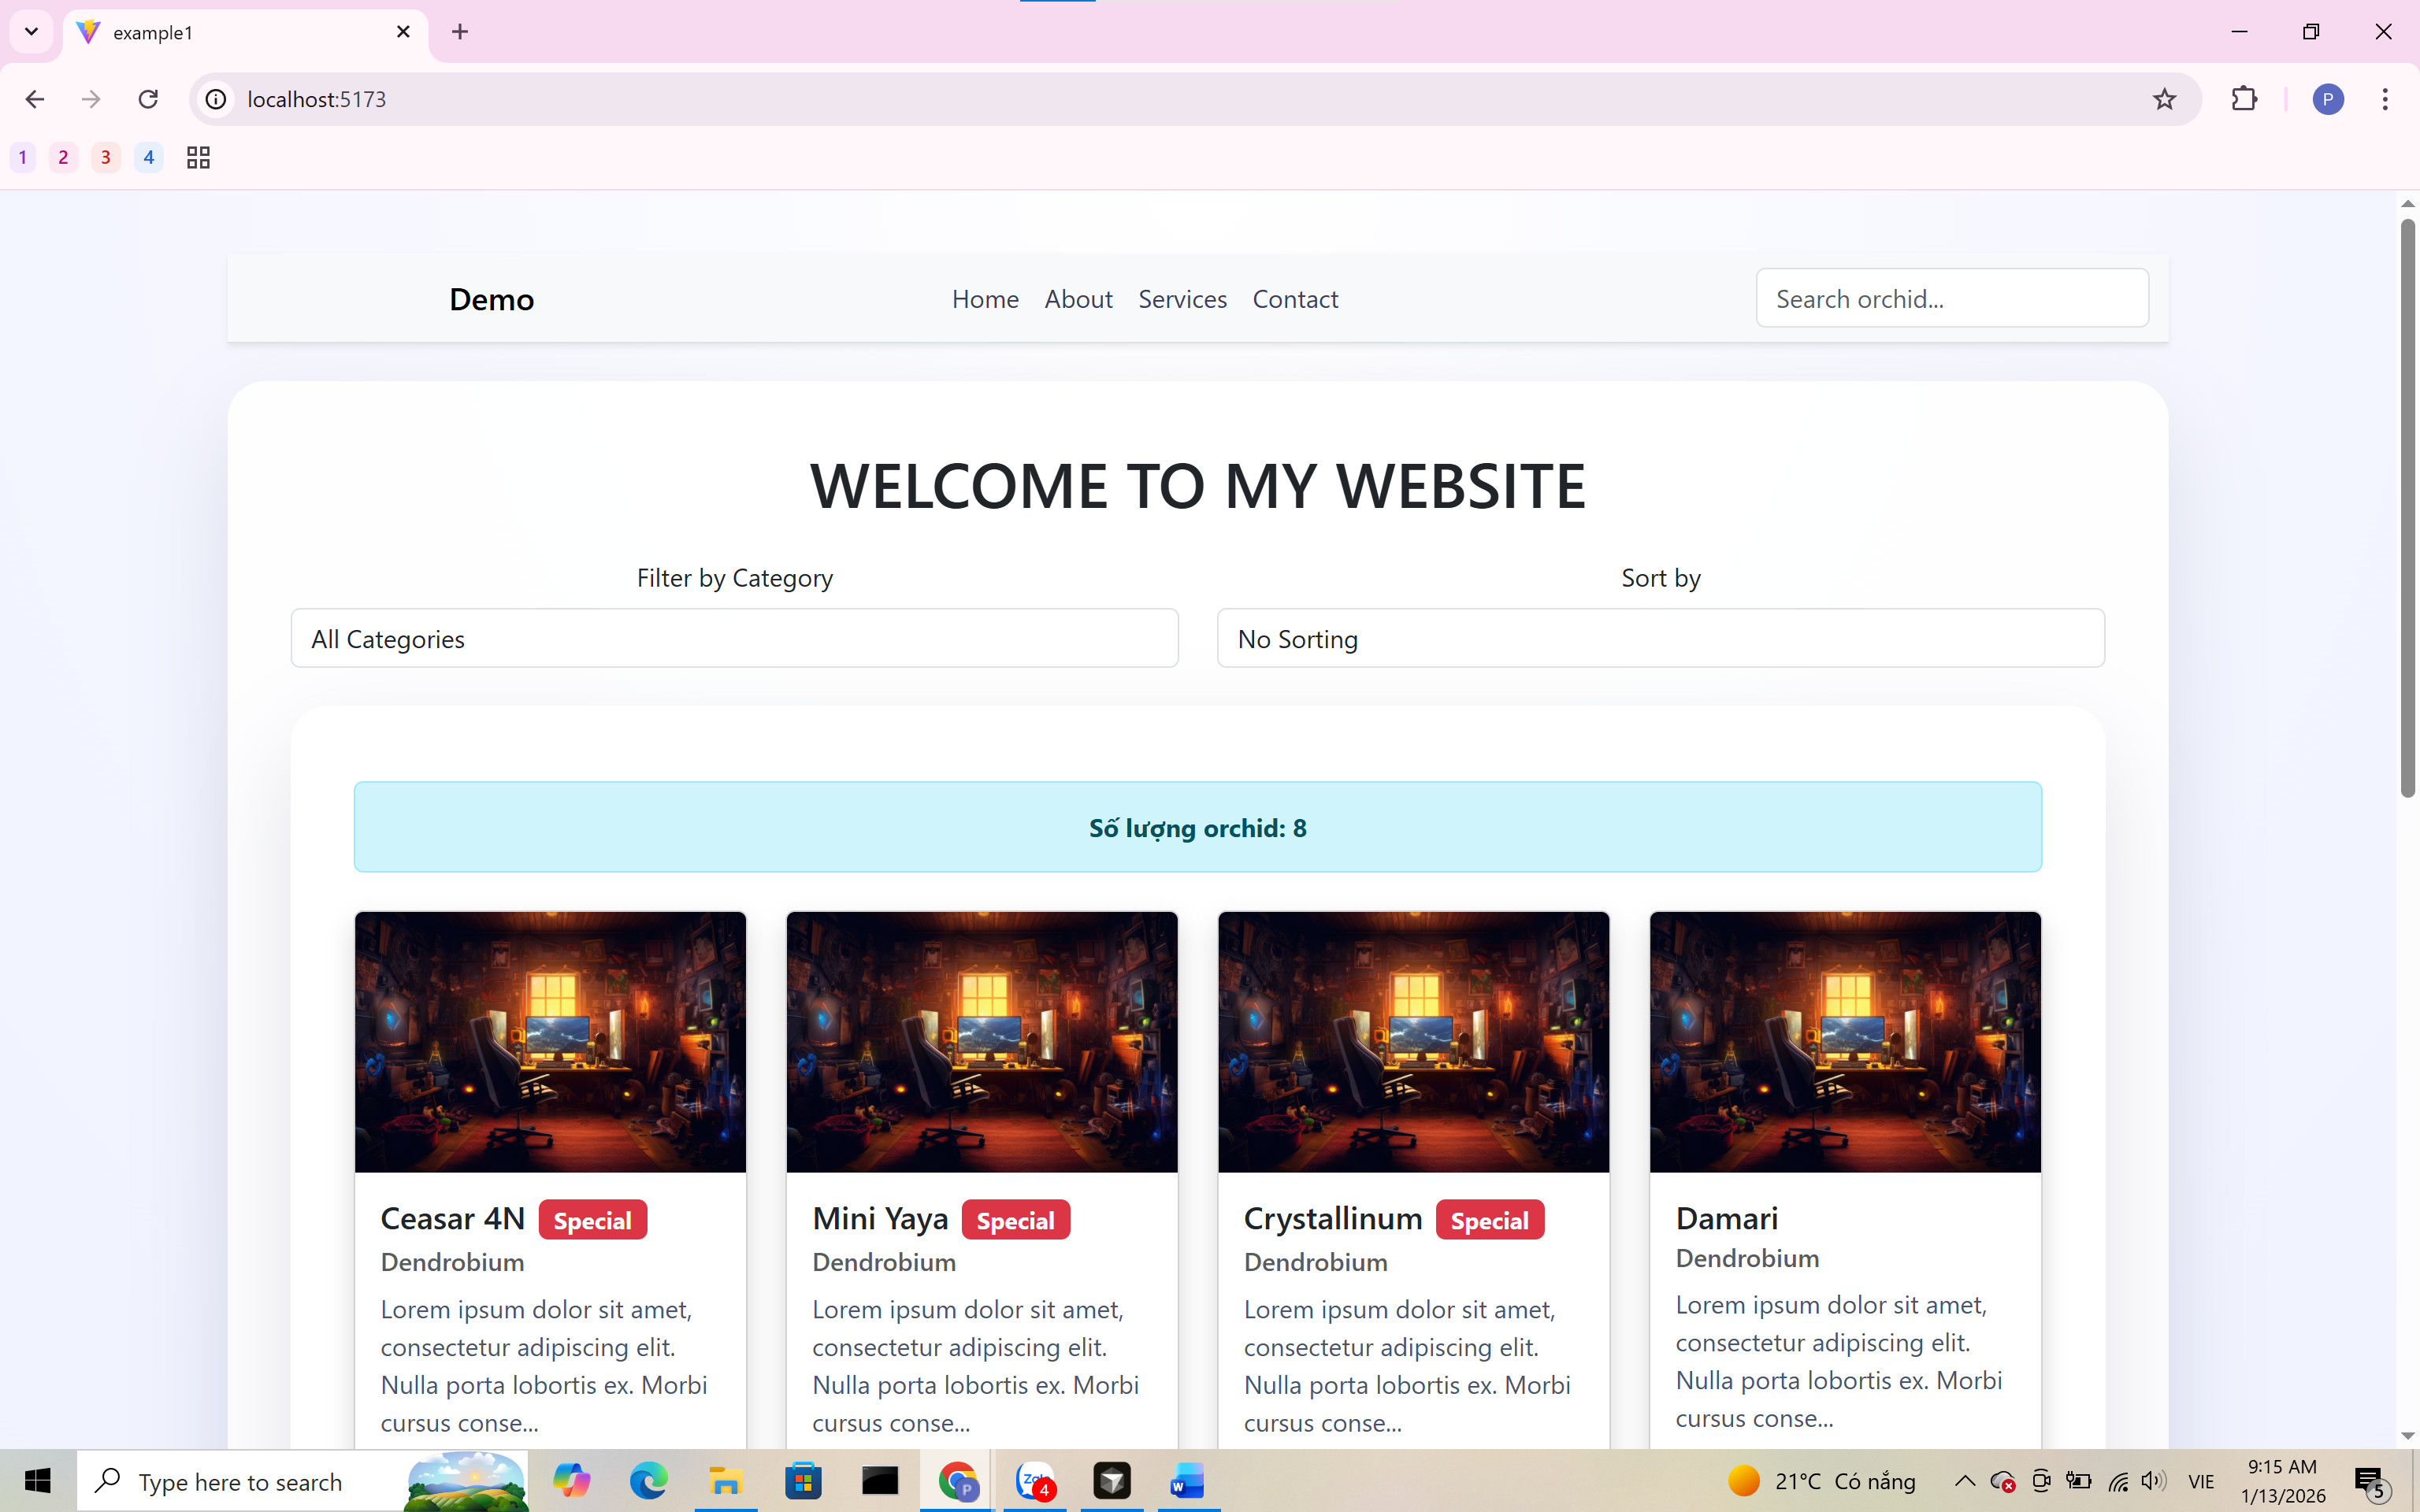 example1
localhost:5173
1 2 3 4
P
Demo
Home About Services Contact
Search orchid...
WELCOME TO MY WEBSITE
Filter by Category
Sort by
All Categories
No Sorting
Số lượng orchid: 8
Ceasar 4N Special
Dendrobium
Lorem ipsum dolor sit amet,
consectetur adipiscing elit.
Nulla porta lobortis ex. Morbi
cursus conse...
Mini Yaya Special
Dendrobium
Lorem ipsum dolor sit amet,
consectetur adipiscing elit.
Nulla porta lobortis ex. Morbi
cursus conse...
Crystallinum Special
Dendrobium
Lorem ipsum dolor sit amet,
consectetur adipiscing elit.
Nulla porta lobortis ex. Morbi
cursus conse...
Damari
Dendrobium
Lorem ipsum dolor sit amet,
consectetur adipiscing elit.
Nulla porta lobortis ex. Morbi
cursus conse...
Type here to search
P
Zalo
4
W
21°C Có nắng
VIE
9:15 AM
1/13/2026
5